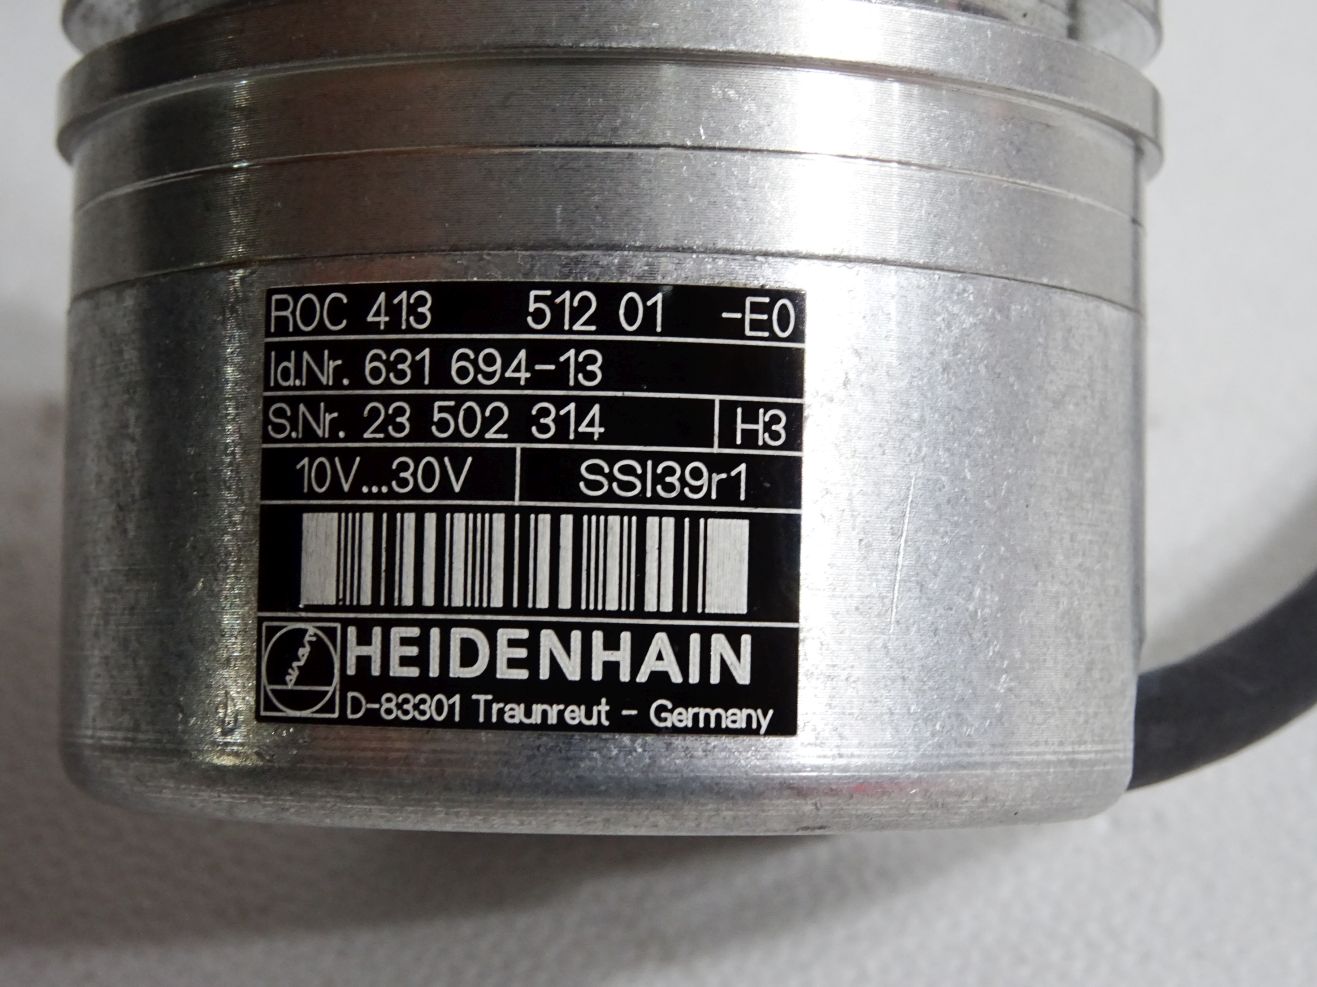 ROC 413 512 01 -E0
Id.Nr. 631 694-13
S.Nr. 23 502 314 H3
10V...30V SSI39r1
HEIDENHAIN
D-83301 Traunreut - Germany